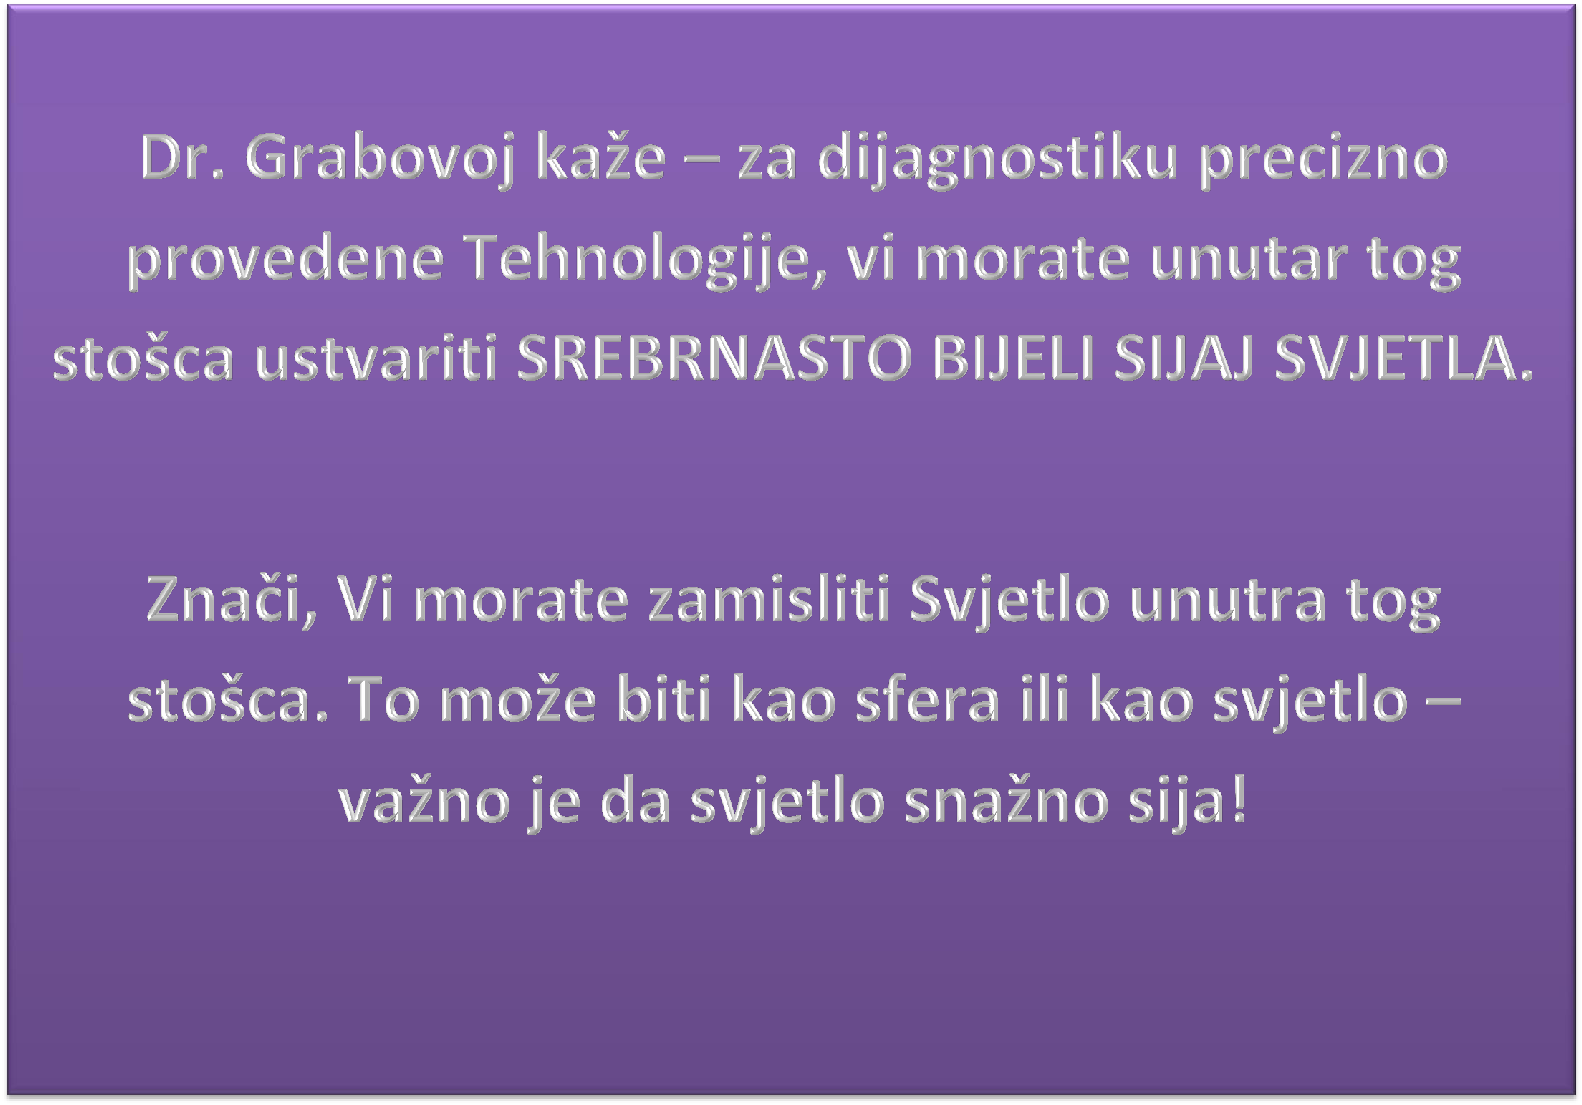 Dr. Grabovoj kaže – za dijagnostiku precizno
provedene Tehnologije, vi morate unutar tog
stošca ustvariti SREBRNASTO BIJELI SIJAJ SVJETLA.
Znači, Vi morate zamisliti Svjetlo unutra tog
stošca. To može biti kao sfera ili kao svjetlo –
važno je da svjetlo snažno sija!